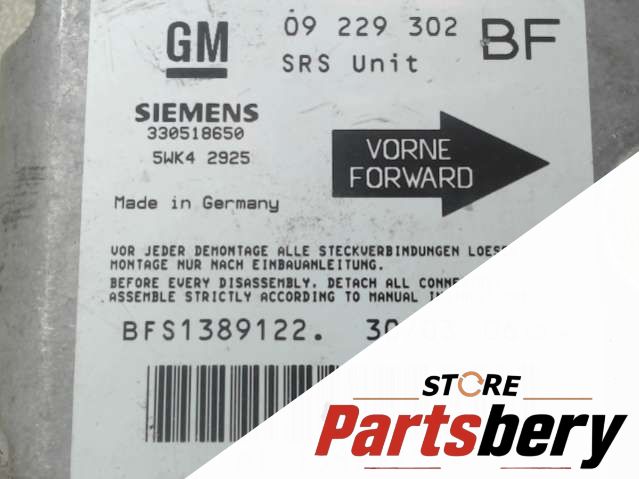 GM
09 229 302 BF
SRS Unit
SIEMENS
330518650
5WK4 2925
VORNE
FORWARD
Made in Germany
VOR JEDER DEMONTAGE ALLE STECKVERBINDUNGEN
MONTAGE NUR NACH EINBAUANLEITUNG.
BEFORE EVERY DISASSEMBLY. DETACH ALL
ASSEMBLE STRICTLY ACCORDING TO MANUAL
BFS1389122.
STORE
Partsbery